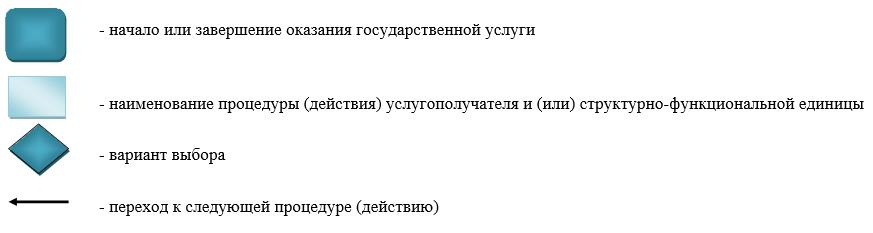 - начало или завершение оказания государственной услуги
- наименование процедуры (действия) услугополучателя и (или) структурно-функциональной единицы
- вариант выбора
- переход к следующей процедуре (действию)